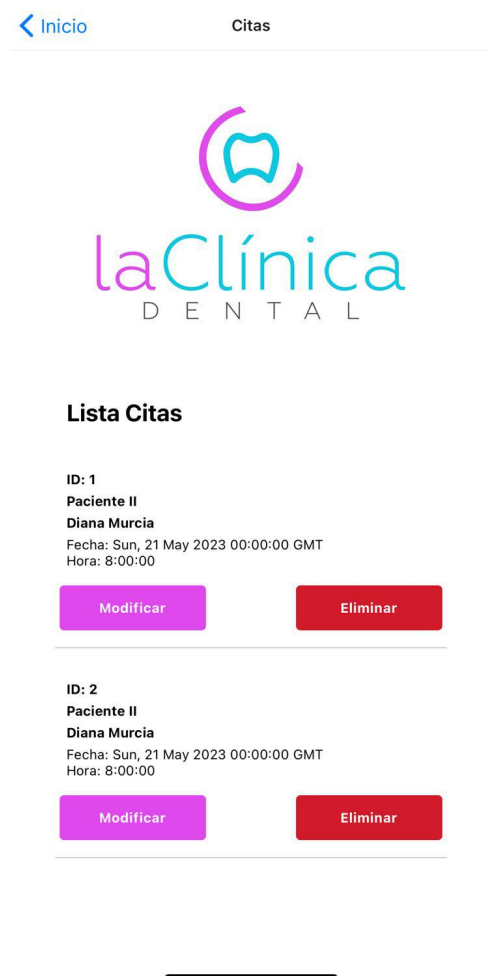 Inicio
Citas
laClínica
DENTAL
Lista Citas
ID: 1
Paciente II
Diana Murcia
Fecha: Sun, 21 May 2023 00:00:00 GMT
Hora: 8:00:00
Modificar
Eliminar
ID: 2
Paciente II
Diana Murcia
Fecha: Sun, 21 May 2023 00:00:00 GMT
Hora: 8:00:00
Modificar
Eliminar